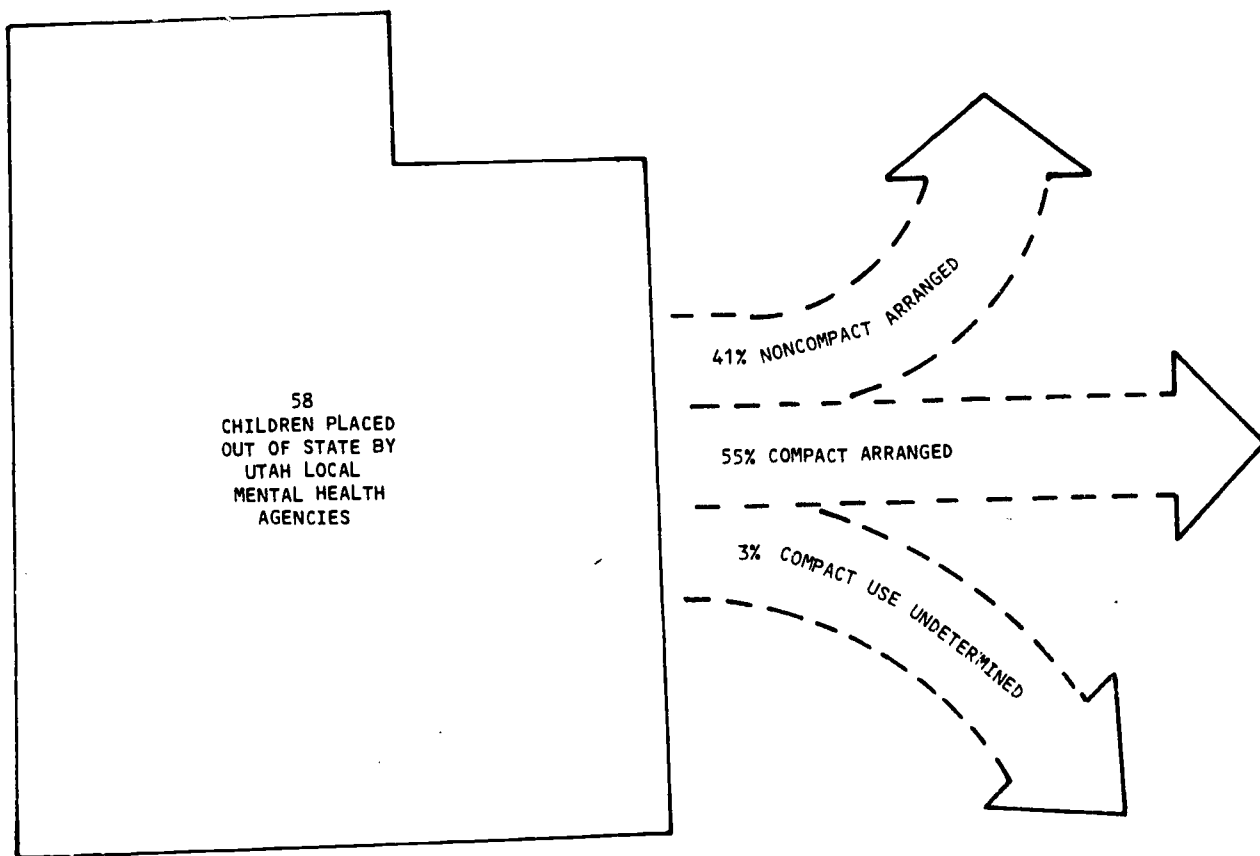 58
CHILDREN PLACED
OUT OF STATE BY
UTAH LOCAL
MENTAL HEALTH
AGENCIES
41% NONCOMPACT ARRANGED
55% COMPACT ARRANGED
3% COMPACT USE UNDETERMINED